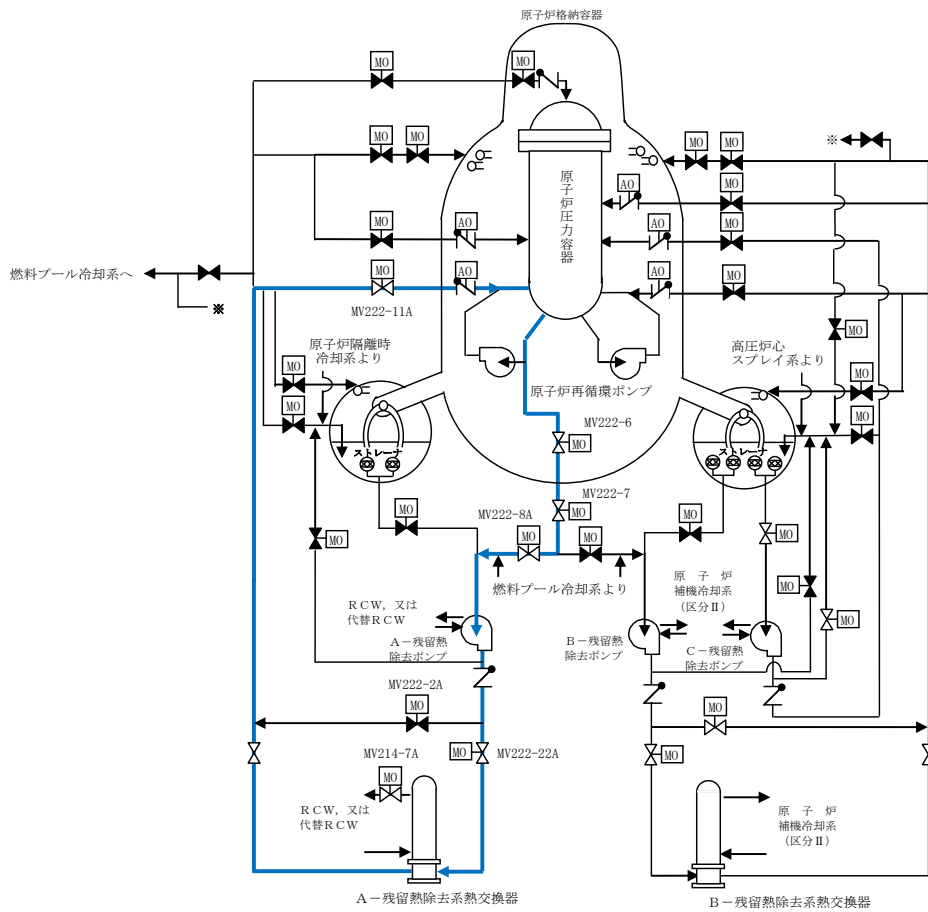 原子炉格納容器
MO
MO
MO
MO
MO
MO
※
原子炉圧力容器
AO
MO
MO
AO
AO
MO
燃料プール冷却系へ
MO
AO
AO
MO
※
MV222-11A
原子炉隔離時
冷却系より
高圧炉心
スプレイ系より
MO
MO
MO
MO
原子炉再循環ポンプ
MO
MV222-6
MO
MO
ストレーナ
ストレーナ
MV222-7
MO
MV222-8A
MO
MO
MO
MO
MO
MO
MO
燃料プール冷却系より
原子炉
補機冷却系
(区分Ⅱ)
MO
RCW，又は
代替RCW
MO
A－残留熱
除去ポンプ
B－残留熱
除去ポンプ
C－残留熱
除去ポンプ
MV222-2A
MO
MO
MV214-7A
MO
MV222-22A
MO
MO
RCW，又は
代替RCW
原子炉
補機冷却系
(区分Ⅱ)
A－残留熱除去系熱交換器
B－残留熱除去系熱交換器